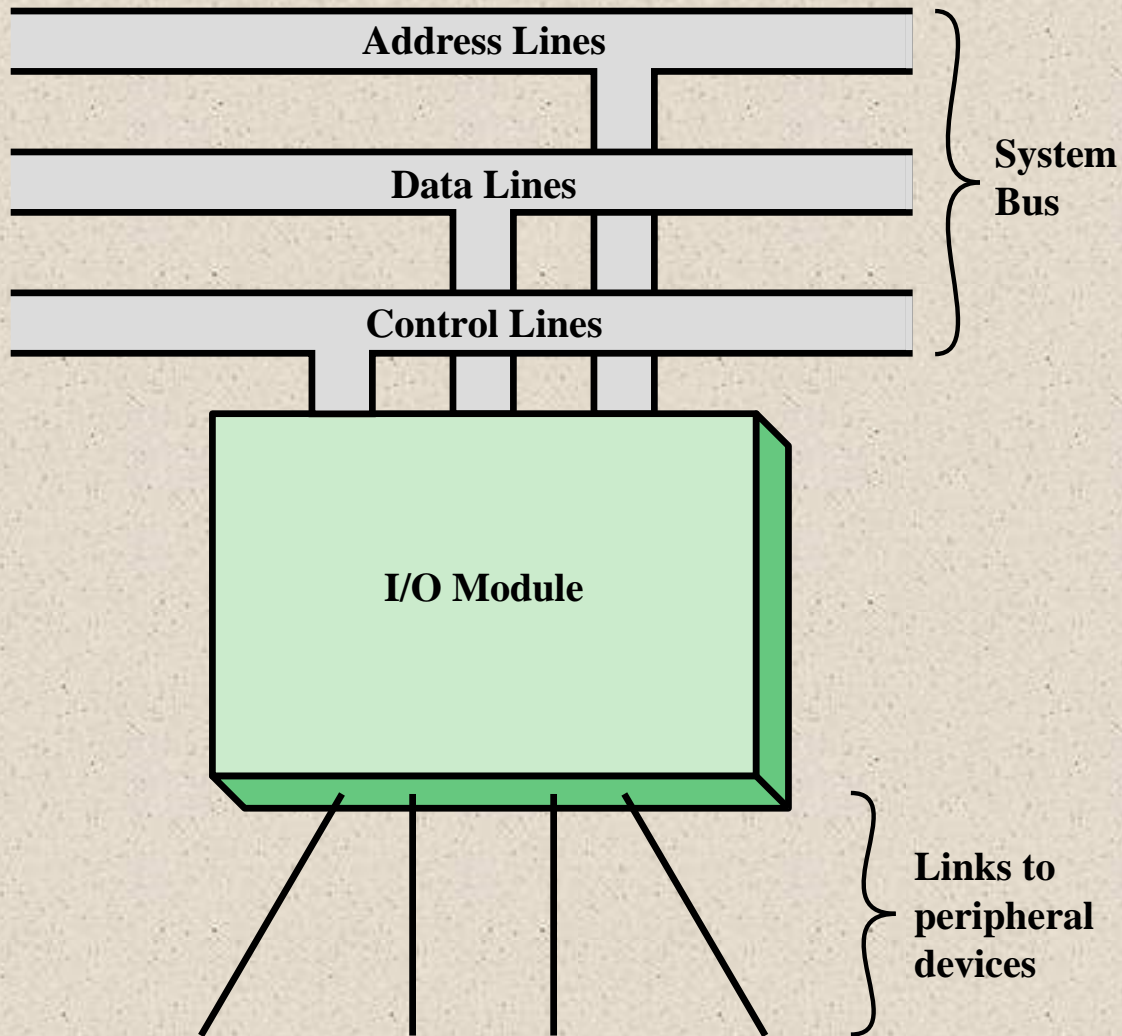 Address Lines
Data Lines
System
Bus
Control Lines
I/O Module
Links to
peripheral
devices